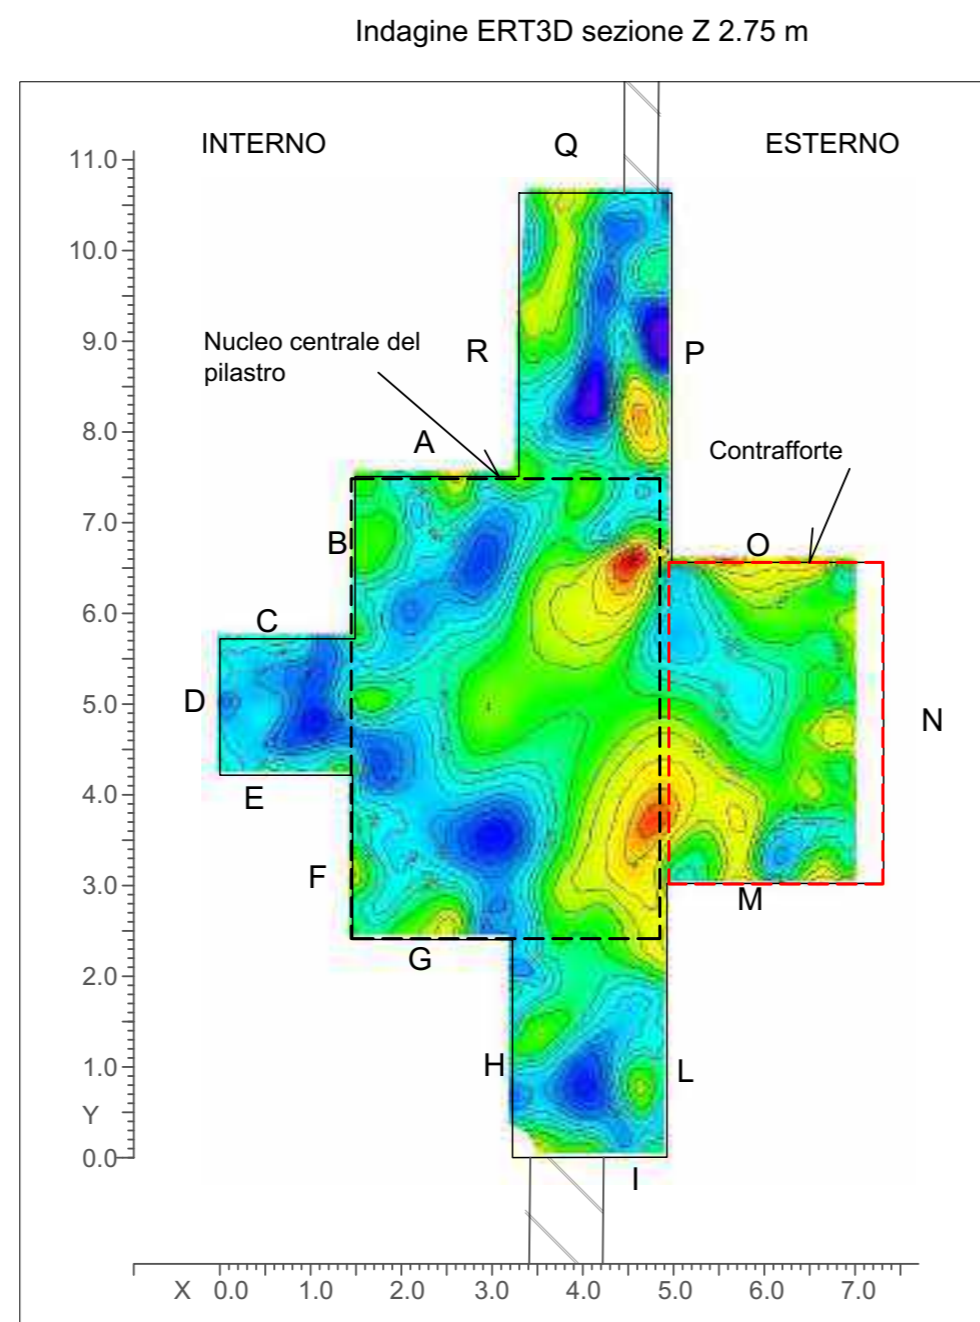 Indagine ERT3D sezione Z 2.75 m
INTERNO
Q
ESTERNO
11.0
10.0
9.0
8.0
7.0
6.0
5.0
4.0
3.0
2.0
1.0
Y
0.0
Nucleo centrale del
pilastro
R
P
A
Contrafforte
B
O
C
D
N
E
F
M
G
H
L
I
X 0.0 1.0 2.0 3.0 4.0 5.0 6.0 7.0